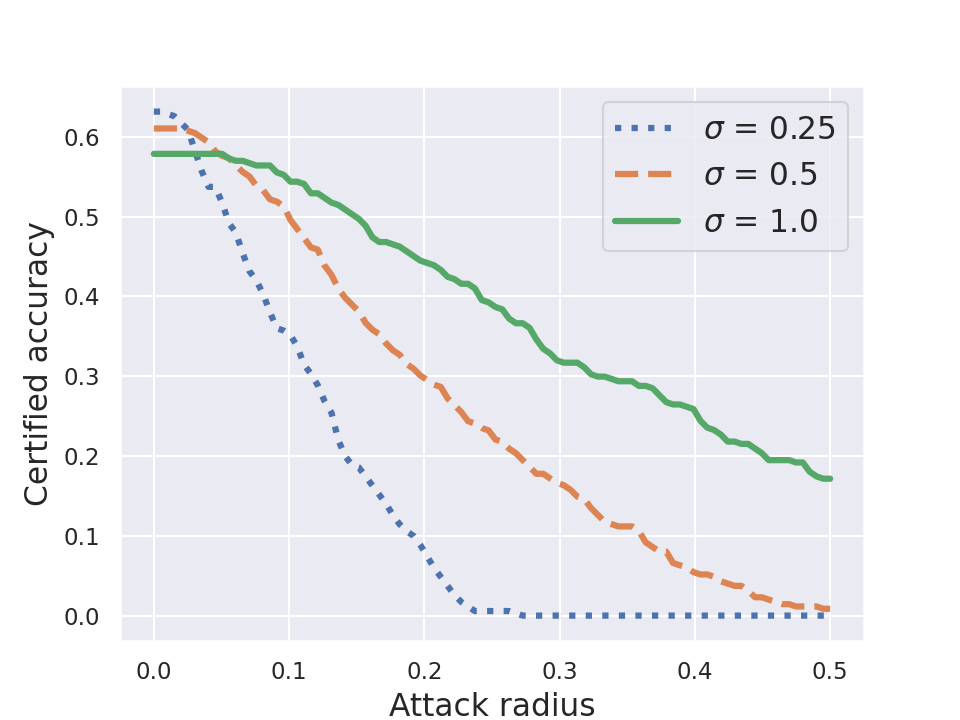 σ = 0.25
σ = 0.5
σ = 1.0
Certified accuracy
0.6
0.5
0.4
0.3
0.2
0.1
0.0
0.0 0.1 0.2 0.3 0.4 0.5
Attack radius